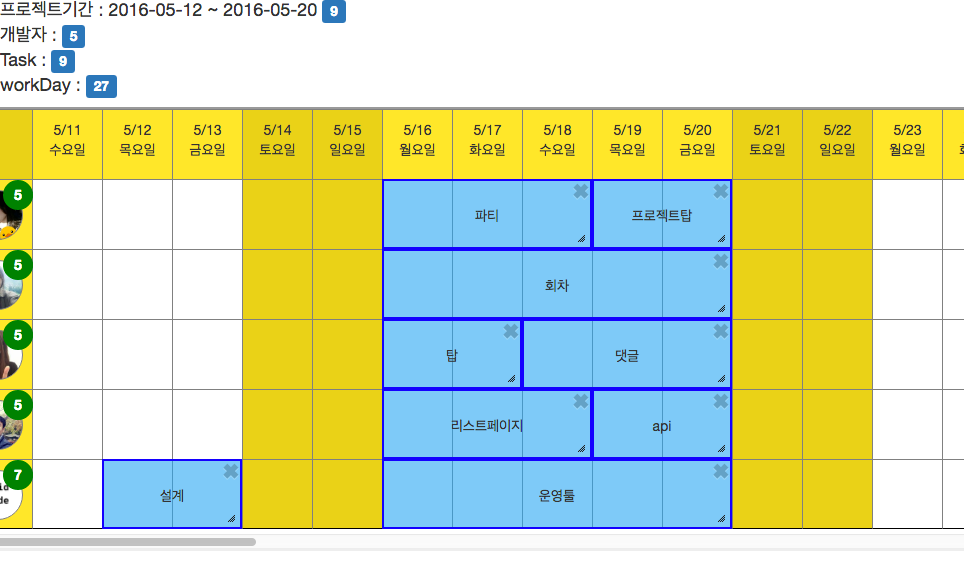 프로젝트기간 : 2016-05-12 ~ 2016-05-20 9
개발자 : 5
Task : 9
workDay : 27
5/11 5/12 5/13 5/14 5/15 5/16 5/17 5/18 5/19 5/20 5/21 5/22 5/23
수요일 목요일 금요일 토요일 일요일 월요일 화요일 수요일 목요일 금요일 토요일 일요일 월요일
5
파티 프로젝트탑
5
회차
5
탑 댓글
5
리스트페이지 api
7
설계 운영툴